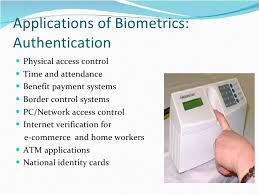 Applications of Biometrics:
Authentication
• Physical access control
• Time and attendance
• Benefit payment systems
• Border control systems
• PC/Network access control
• Internet verification for
e-commerce and home workers
• ATM applications
• National identity cards